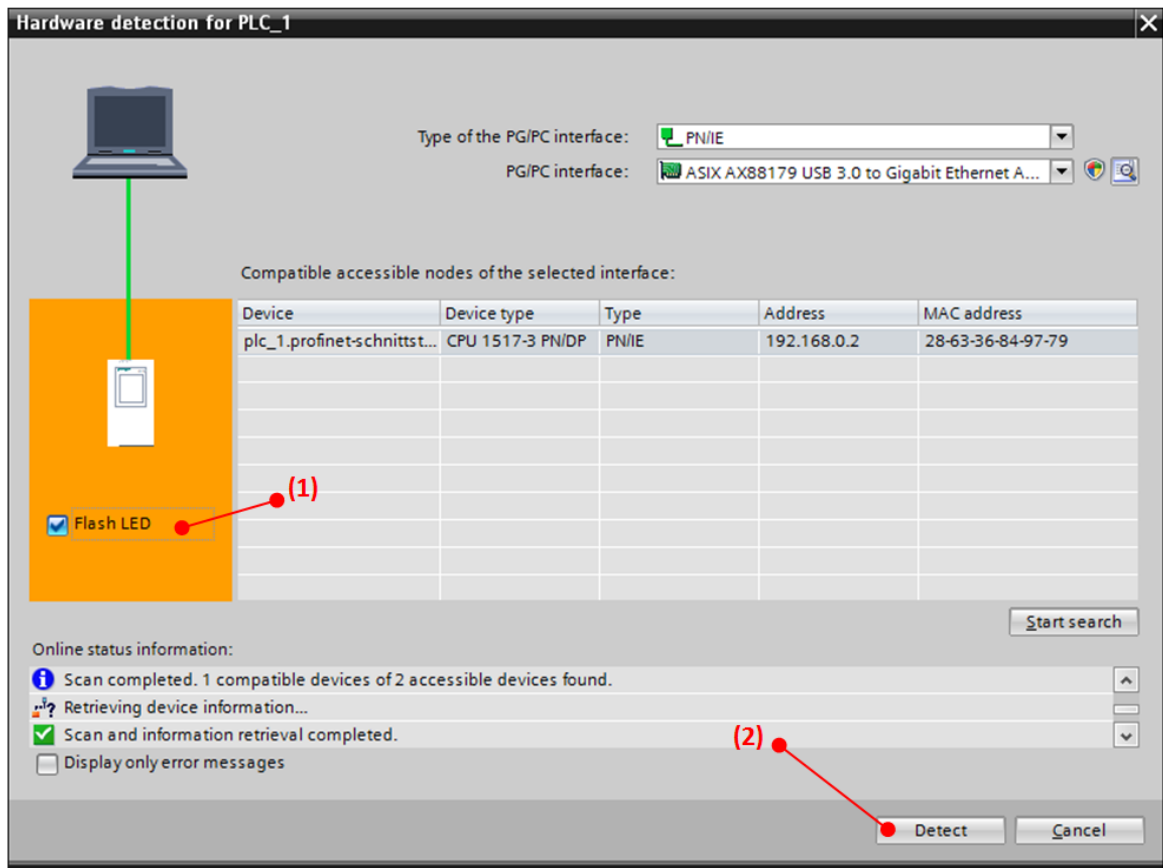 Hardware detection for PLC_1
Type of the PG/PC interface: PN/IE
PG/PC interface: ASIX AX88179 USB 3.0 to Gigabit Ethernet A...
Compatible accessible nodes of the selected interface:
Device Device type Type Address MAC address
plc_1.profinet-schnittst... CPU 1517-3 PN/DP PN/IE 192.168.0.2 28-63-36-84-97-79
(1)
Flash LED
Start search
Online status information:
Scan completed. 1 compatible devices of 2 accessible devices found.
Retrieving device information...
Scan and information retrieval completed.
(2)
Display only error messages
Detect Cancel